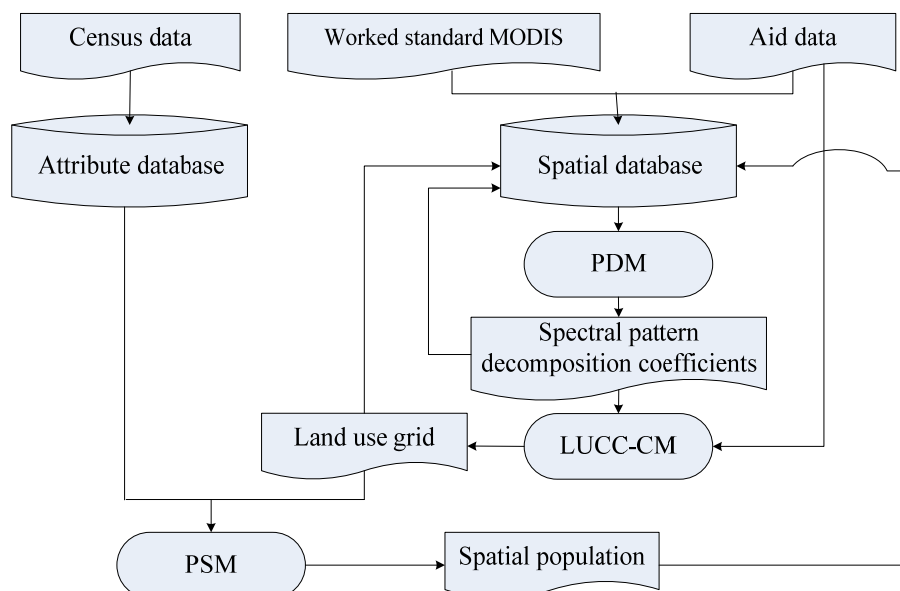 Census data
Worked standard MODIS
Aid data
Attribute database
Spatial database
PDM
Spectral pattern
decomposition coefficients
Land use grid
LUCC-CM
PSM
Spatial population